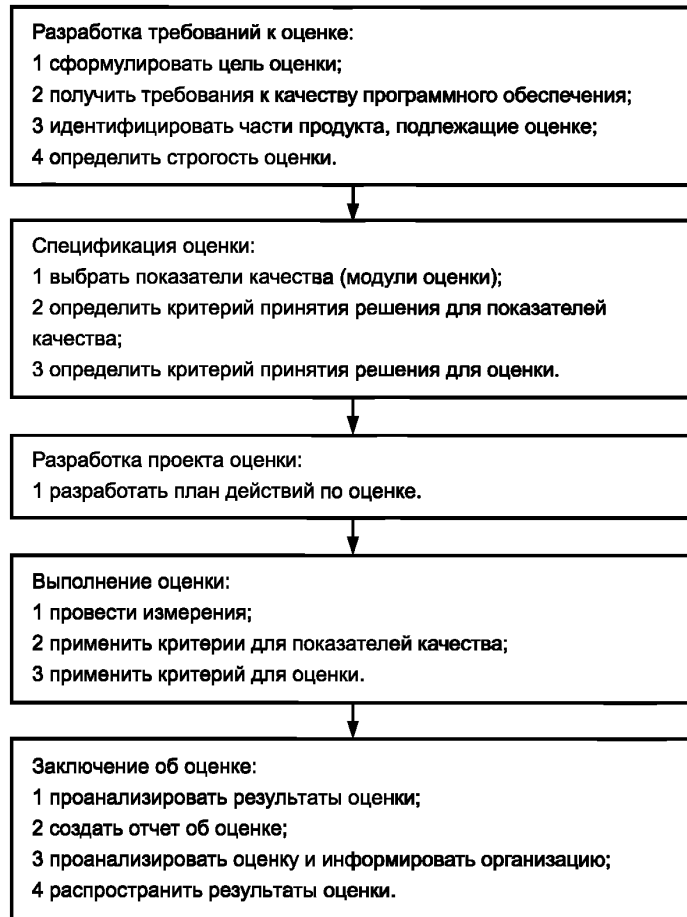 Разработка требований к оценке:
1 сформулировать цель оценки;
2 получить требования к качеству программного обеспечения;
3 идентифицировать части продукта, подлежащие оценке;
4 определить строгость оценки.
Спецификация оценки:
1 выбрать показатели качества (модули оценки);
2 определить критерий принятия решения для показателей
качества;
3 определить критерий принятия решения для оценки.
Разработка проекта оценки:
1 разработать план действий по оценке.
Выполнение оценки:
1 провести измерения;
2 применить критерии для показателей качества;
3 применить критерий для оценки.
Заключение об оценке:
1 проанализировать результаты оценки;
2 создать отчет об оценке;
3 проанализировать оценку и информировать организацию;
4 распространить результаты оценки.